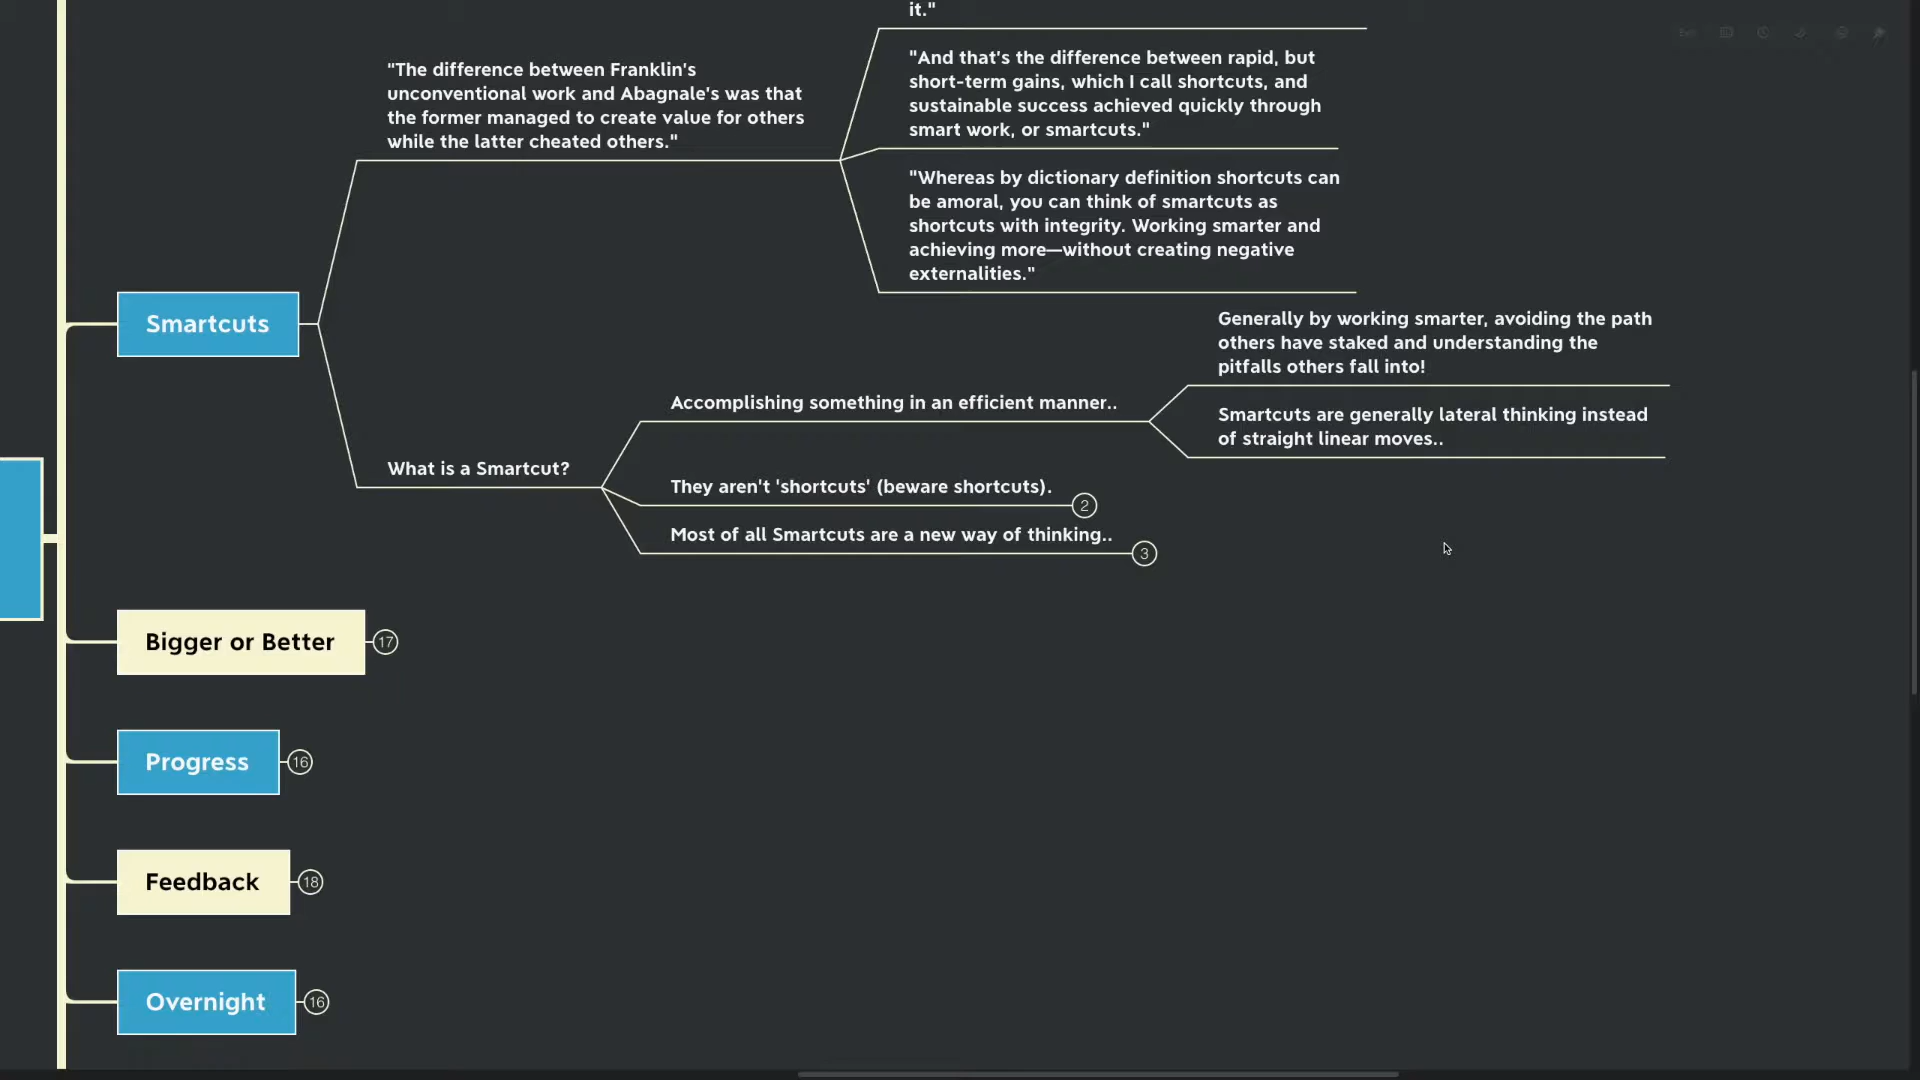 it."
"The difference between Franklin's
unconventional work and Abagnale's was that
the former managed to create value for others
while the latter cheated others."
"And that's the difference between rapid, but
short-term gains, which I call shortcuts, and
sustainable success achieved quickly through
smart work, or smartcuts."
"Whereas by dictionary definition shortcuts can
be amoral, you can think of smartcuts as
shortcuts with integrity. Working smarter and
achieving more—without creating negative
externalities."
Smartcuts
What is a Smartcut?
Accomplishing something in an efficient manner..
Generally by working smarter, avoiding the path
others have staked and understanding the
pitfalls others fall into!
Smartcuts are generally lateral thinking instead
of straight linear moves..
They aren't 'shortcuts' (beware shortcuts).
2
Most of all Smartcuts are a new way of thinking..
3
Bigger or Better
17
Progress
16
Feedback
18
Overnight
16